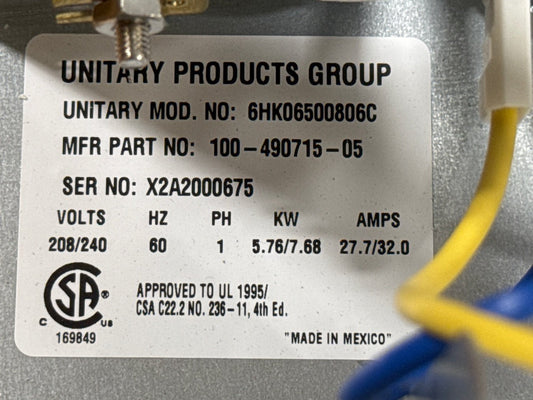 UNITARY PRODUCTS GROUP
UNITARY MOD. NO: 6HK06500806C
MFR PART NO: 100-490715-05
SER NO: X2A2000675
VOLTS HZ PH KW AMPS
208/240 60 1 5.76/7.68 27.7/32.0
CSA®
C US
169849
APPROVED TO UL 1995/
CSA C22.2 NO. 236-11, 4th Ed.
"MADE IN MEXICO"